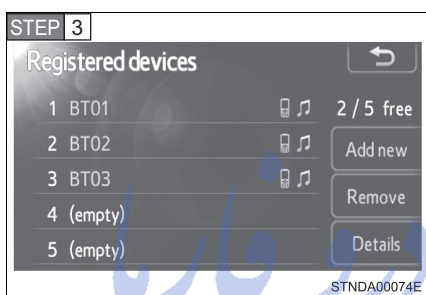 STEP 3
Registered devices
1 BT01
2 / 5 free
2 BT02
Add new
3 BT03
Remove
4 (empty)
5 (empty)
Details
STNDA00074E